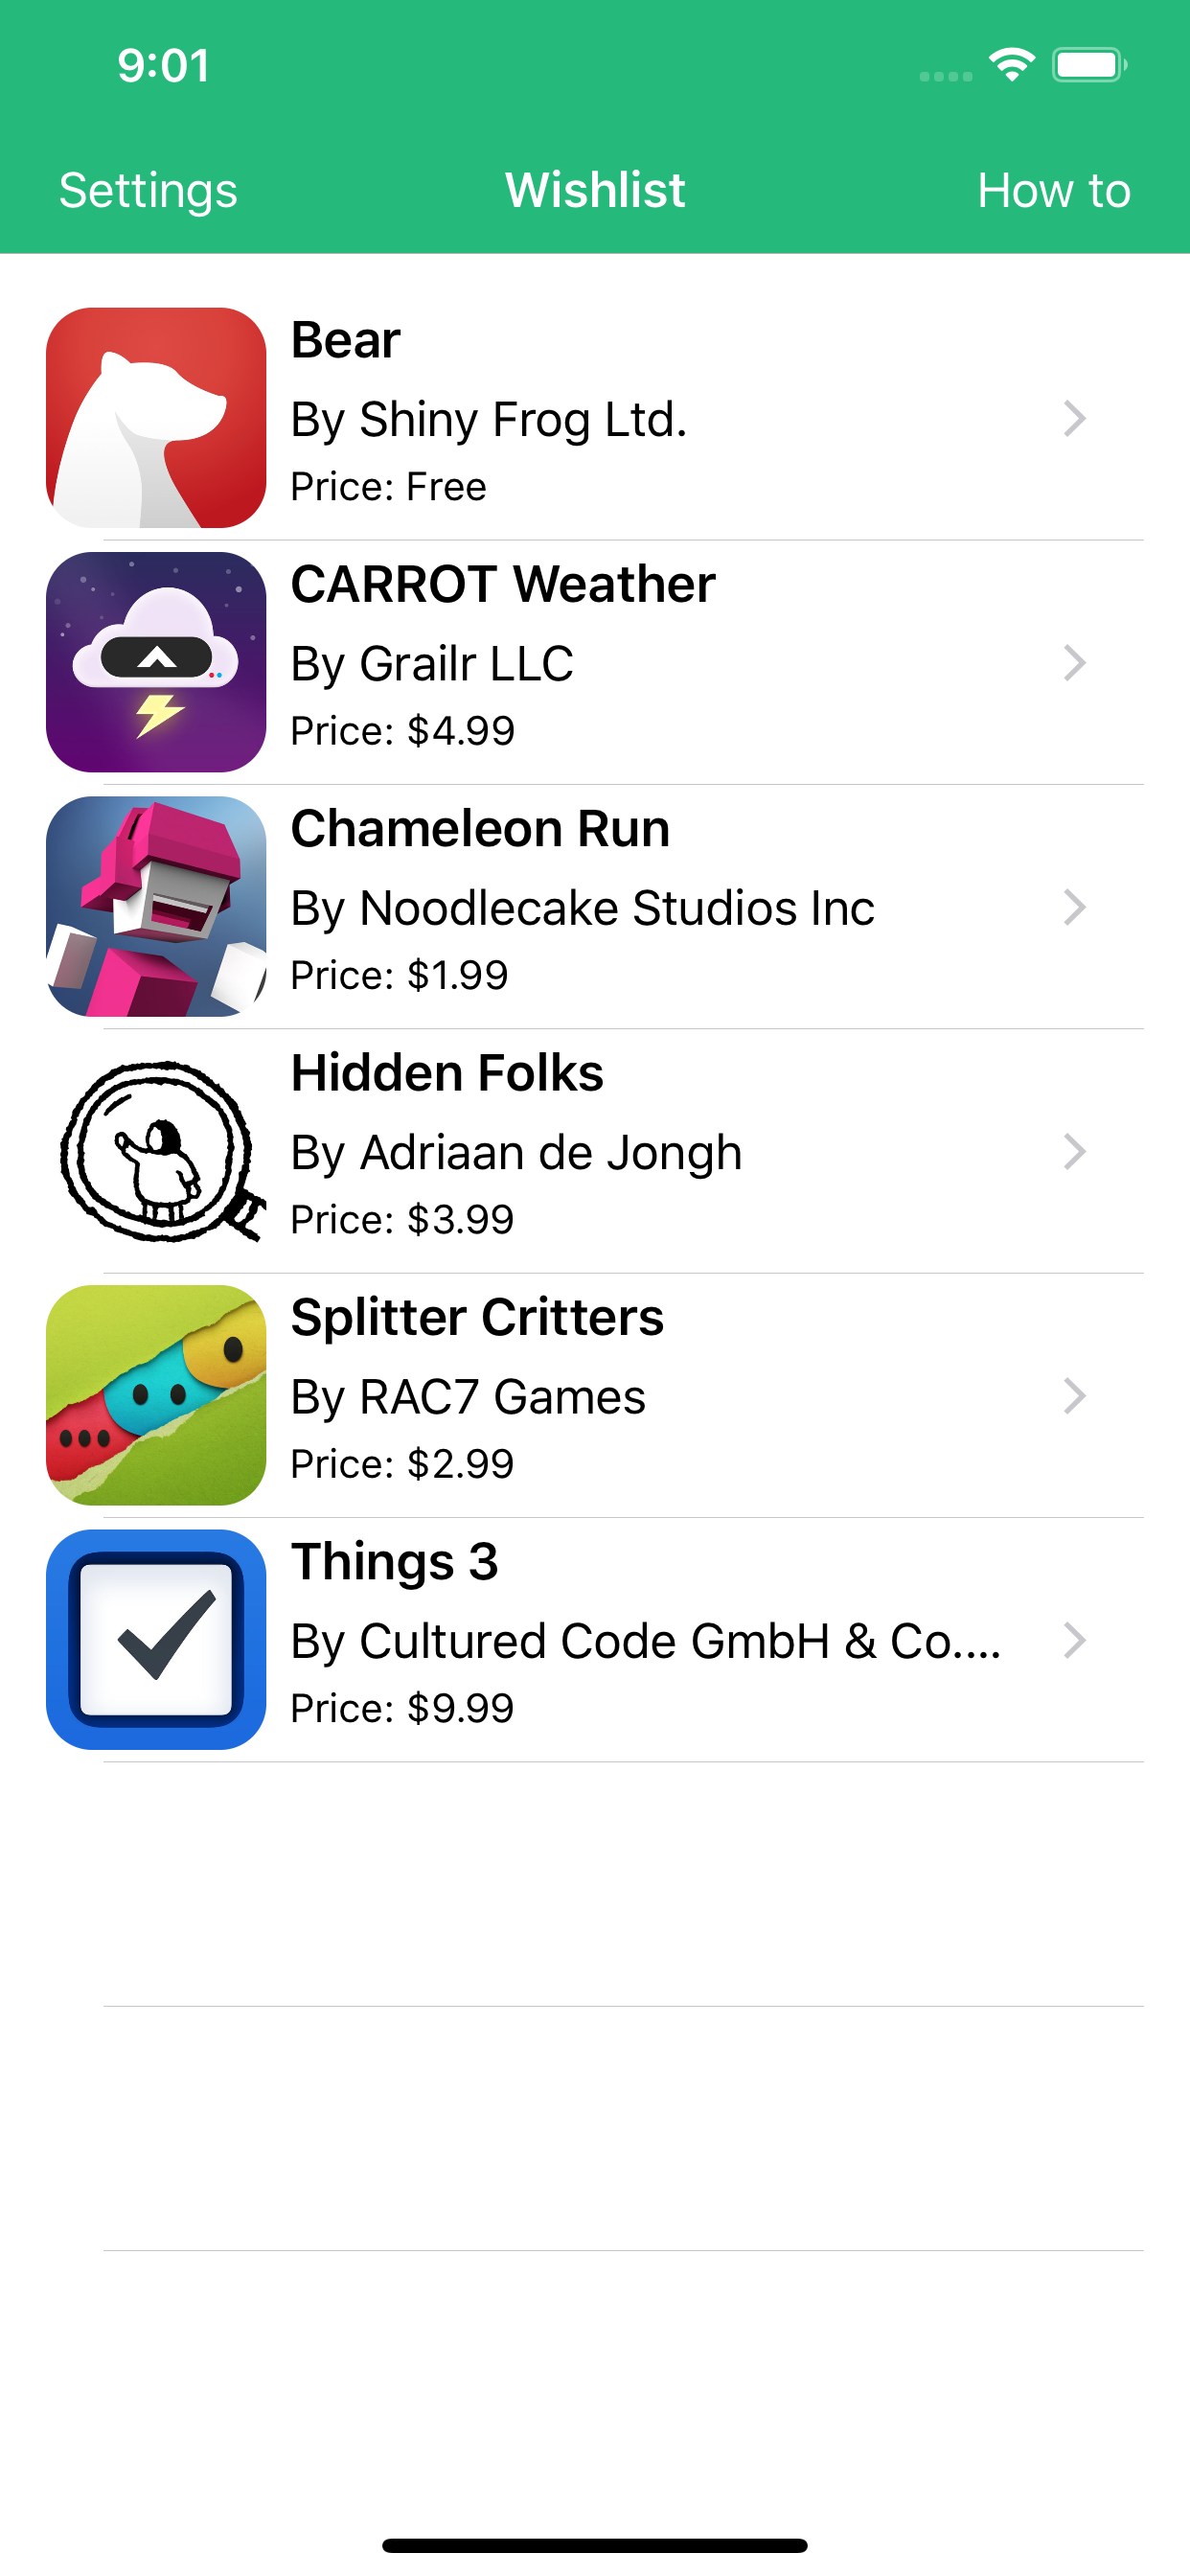 9:01
Settings Wishlist How to
Bear
By Shiny Frog Ltd.
Price: Free
CARROT Weather
By Grailr LLC
Price: $4.99
Chameleon Run
By Noodlecake Studios Inc
Price: $1.99
Hidden Folks
By Adriaan de Jongh
Price: $3.99
Splitter Critters
By RAC7 Games
Price: $2.99
Things 3
By Cultured Code GmbH & Co....
Price: $9.99